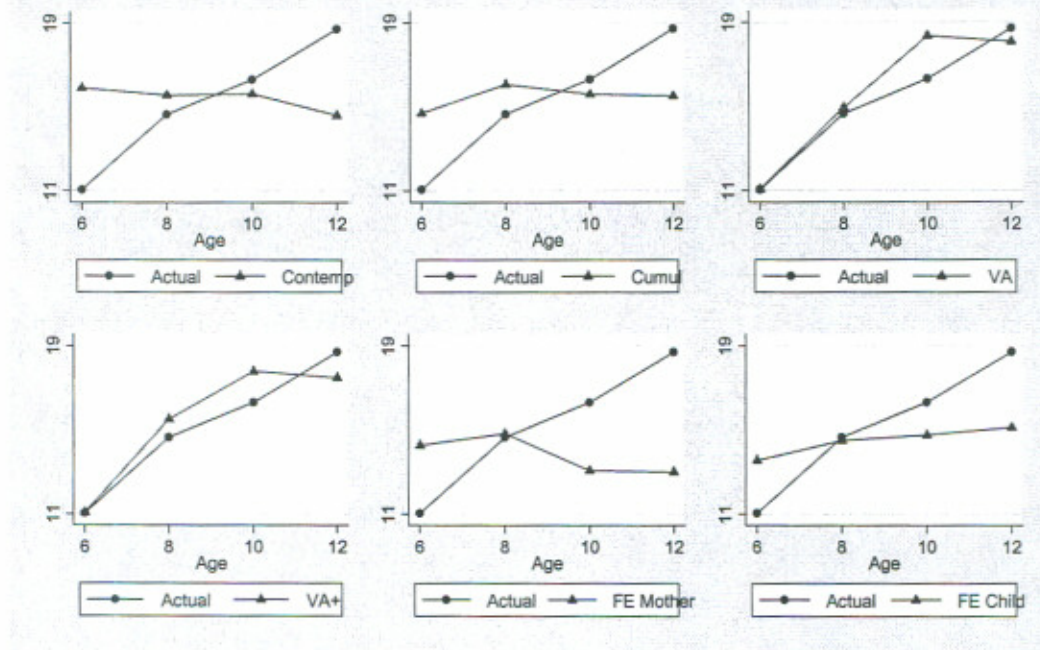 19
11
6 8 10 12
Age
Actual Contemp
19
11
6 8 10 12
Age
Actual Cumul
19
11
6 8 10 12
Age
Actual VA
19
11
6 8 10 12
Age
Actual VA+
19
11
6 8 10 12
Age
Actual FE Mother
19
11
6 8 10 12
Age
Actual FE Child